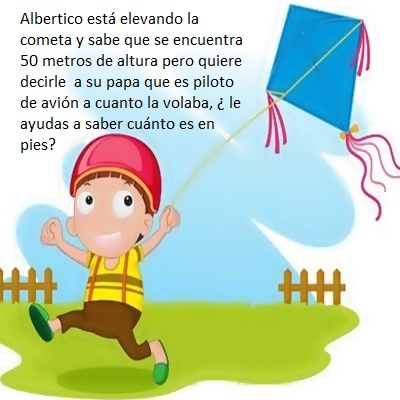 Albertico está elevando la
cometa y sabe que se encuentra
50 metros de altura pero quiere
decirle  a su papa que es piloto
de avión a cuanto la volaba, ¿ le
ayudas a saber cuánto es en
pies?